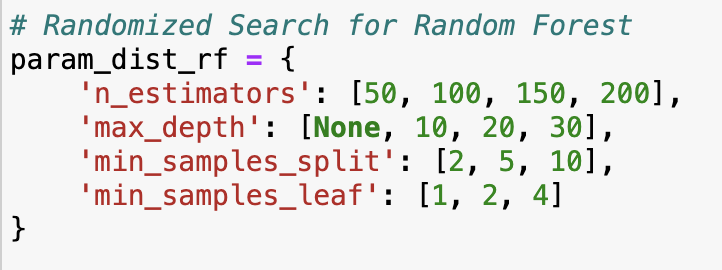 # Randomized Search for Random Forest
param_dist_rf = {
    'n_estimators': [50, 100, 150, 200],
    'max_depth': [None, 10, 20, 30],
    'min_samples_split': [2, 5, 10],
    'min_samples_leaf': [1, 2, 4]
}